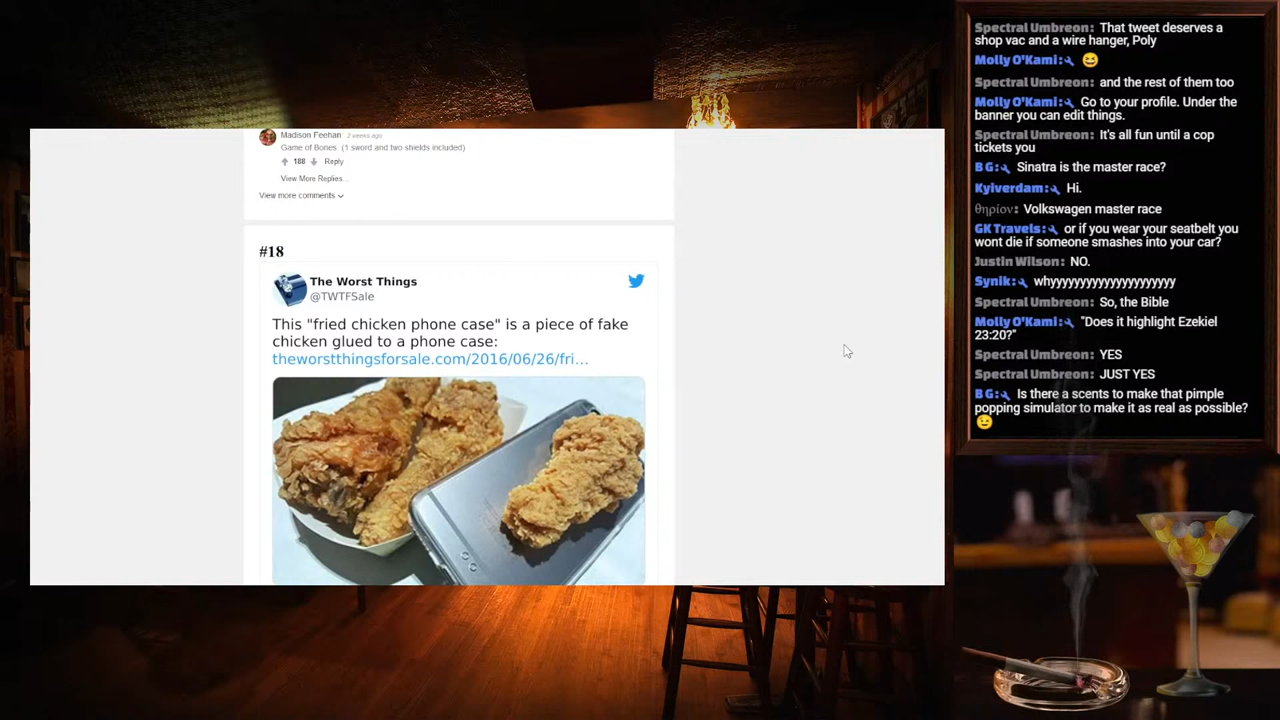 Madison Feehan 2 weeks ago
Game of Bones. (1 sword and two shields included)
188 Reply
View More Replies...
View more comments
#18
The Worst Things
@TWTFSale
This "fried chicken phone case" is a piece of fake
chicken glued to a phone case:
theworstthingsforsale.com/2016/06/26/fri…
Spectral Umbreon: That tweet deserves a
shop vac and a wire hanger, Poly
Molly O'Kami:
Spectral Umbreon: and the rest of them too
Molly O'Kami: Go to your profile. Under the
banner you can edit things.
Spectral Umbreon: It's all fun until a cop
tickets you
B G: Sinatra is the master race?
Kyiverdam: Hi.
θηρίον: Volkswagen master race
GK Travels: or if you wear your seatbelt you
wont die if someone smashes into your car?
Justin Wilson: NO.
Synik: whyyyyyyyyyyyyyyyyyyyy
Spectral Umbreon: So, the Bible
Molly O'Kami: "Does it highlight Ezekiel
23:20?"
Spectral Umbreon: YES
Spectral Umbreon: JUST YES
B G: Is there a scents to make that pimple
popping simulator to make it as real as possible?